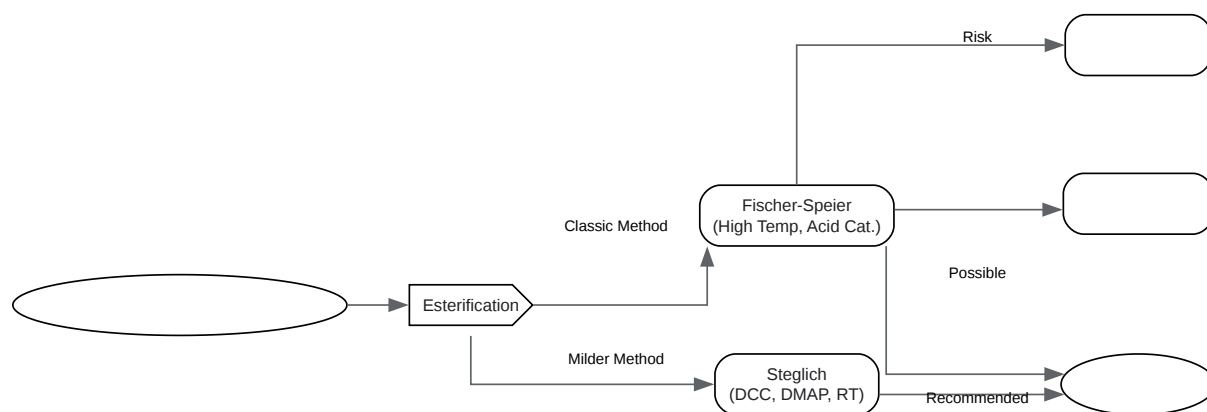 Risk
Fischer-Speier
(High Temp, Acid Cat.)
Classic Method
Possible
Esterification
Milder Method
Steglich
(DCC, DMAP, RT)
Recommended